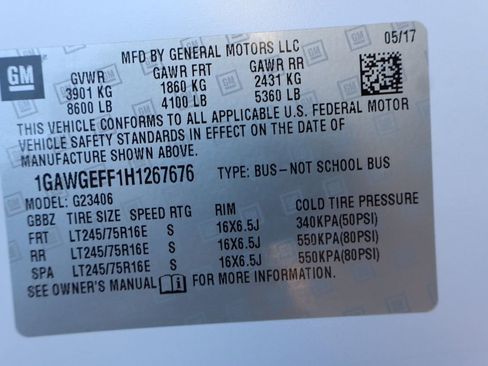 GM
MFD BY GENERAL MOTORS LLC 05/17
GVWR GAWR FRT GAWR RR
3901 KG 1860 KG 2431 KG
8600 LB 4100 LB 5360 LB
THIS VEHICLE CONFORMS TO ALL APPLICABLE U.S. FEDERAL MOTOR
VEHICLE SAFETY STANDARDS IN EFFECT ON THE DATE OF
MANUFACTURE SHOWN ABOVE.
1GAWGEFF1H1267676 TYPE: BUS–NOT SCHOOL BUS
MODEL: G23406
GBBZ TIRE SIZE SPEED RTG RIM COLD TIRE PRESSURE
FRT LT245/75R16E S 16X6.5J 340KPA(50PSI)
RR LT245/75R16E S 16X6.5J 550KPA(80PSI)
SPA LT245/75R16E S 16X6.5J 550KPA(80PSI)
SEE OWNER'S MANUAL FOR MORE INFORMATION.